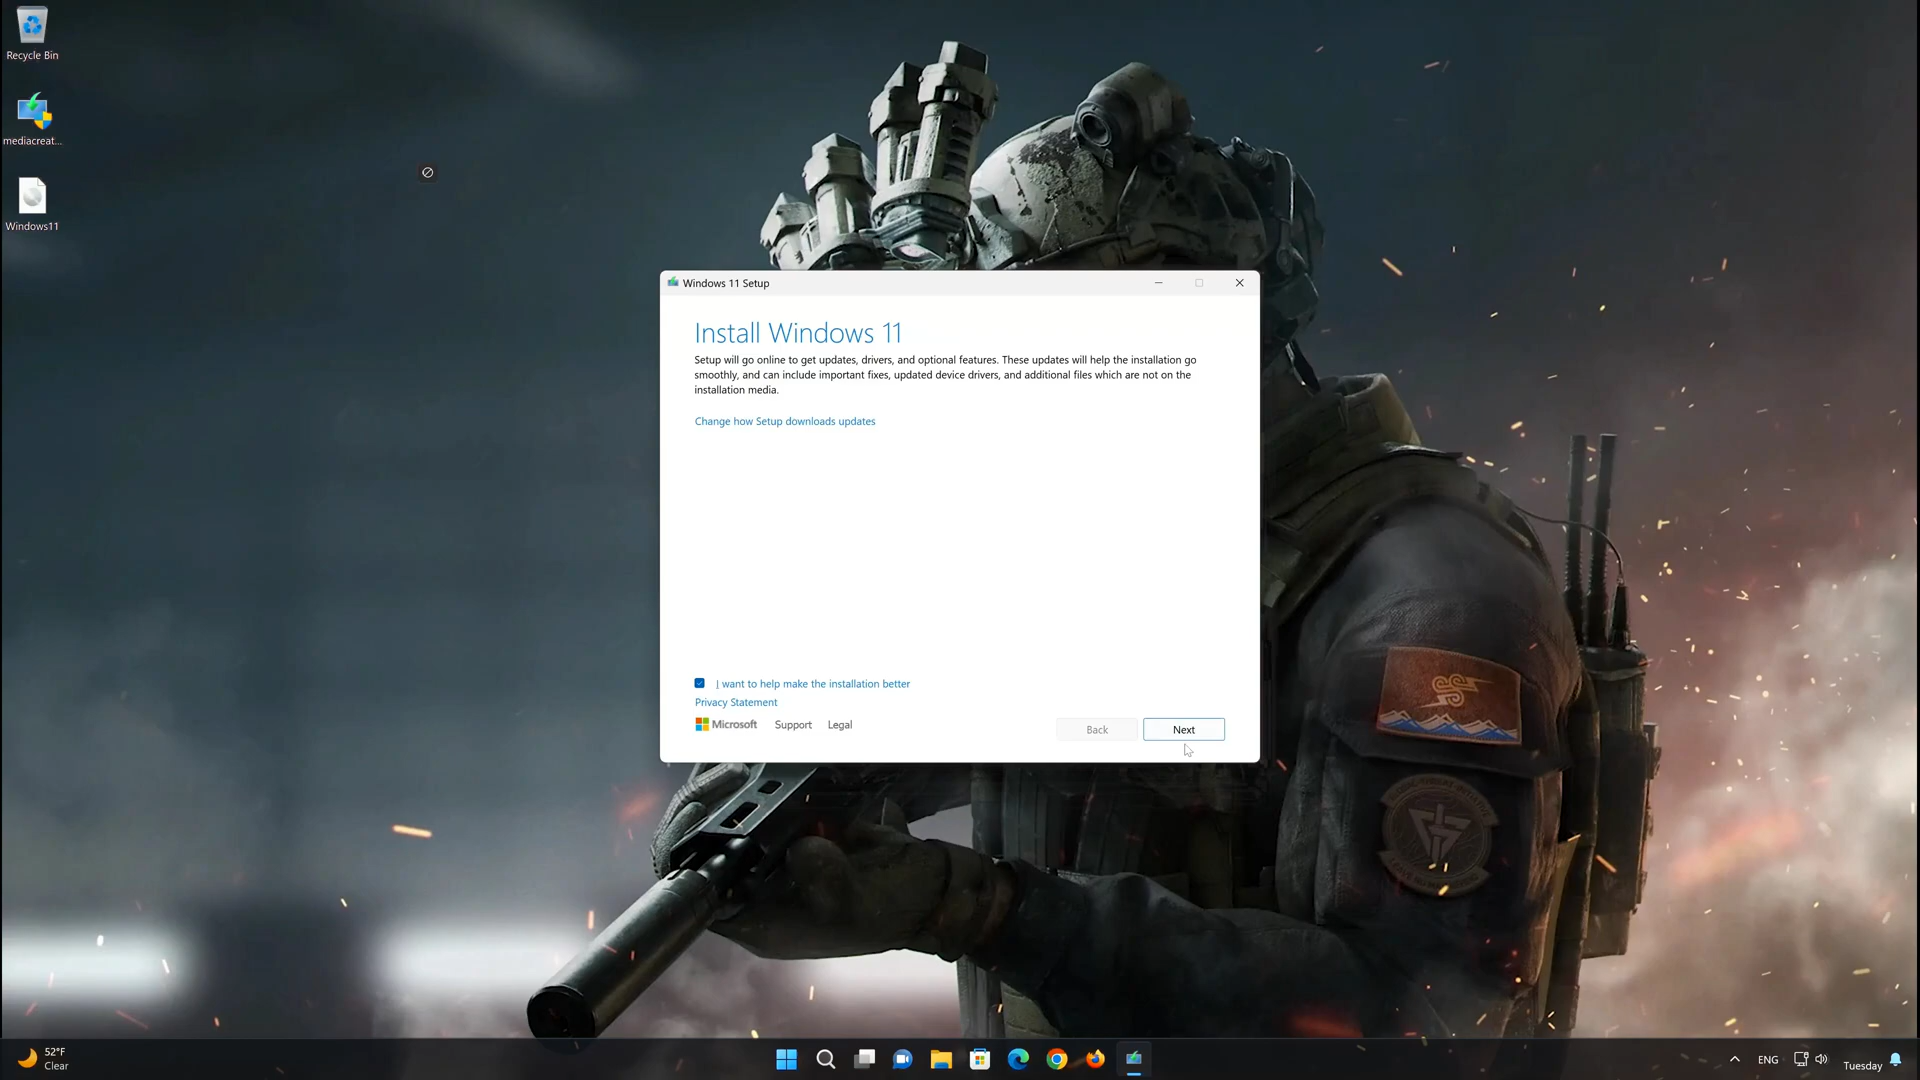 Recycle Bin
mediacreat...
Windows11
Windows 11 Setup
Install Windows 11
Setup will go online to get updates, drivers, and optional features. These updates will help the installation go
smoothly, and can include important fixes, updated device drivers, and additional files which are not on the
installation media.
Change how Setup downloads updates
I want to help make the installation better
Privacy Statement
Microsoft Support Legal
Back Next
52°F
Clear
ENG
Tuesday